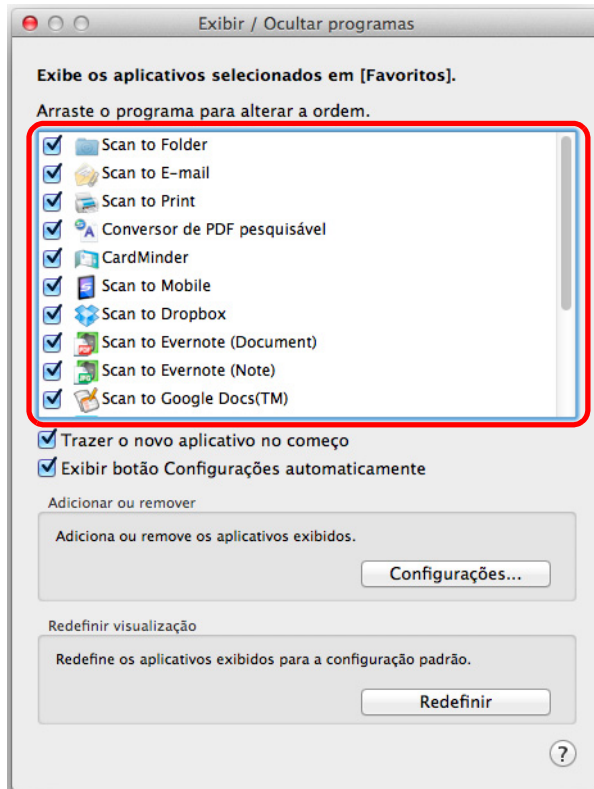 Exibir / Ocultar programas
Exibe os aplicativos selecionados em [Favoritos].
Arraste o programa para alterar a ordem.
Scan to Folder
Scan to E-mail
Scan to Print
Conversor de PDF pesquisável
CardMinder
Scan to Mobile
Scan to Dropbox
Scan to Evernote (Document)
Scan to Evernote (Note)
Scan to Google Docs(TM)
Trazer o novo aplicativo no começo
Exibir botão Configurações automaticamente
Adicionar ou remover
Adiciona ou remove os aplicativos exibidos.
Configurações...
Redefinir visualização
Redefine os aplicativos exibidos para a configuração padrão.
Redefinir
?